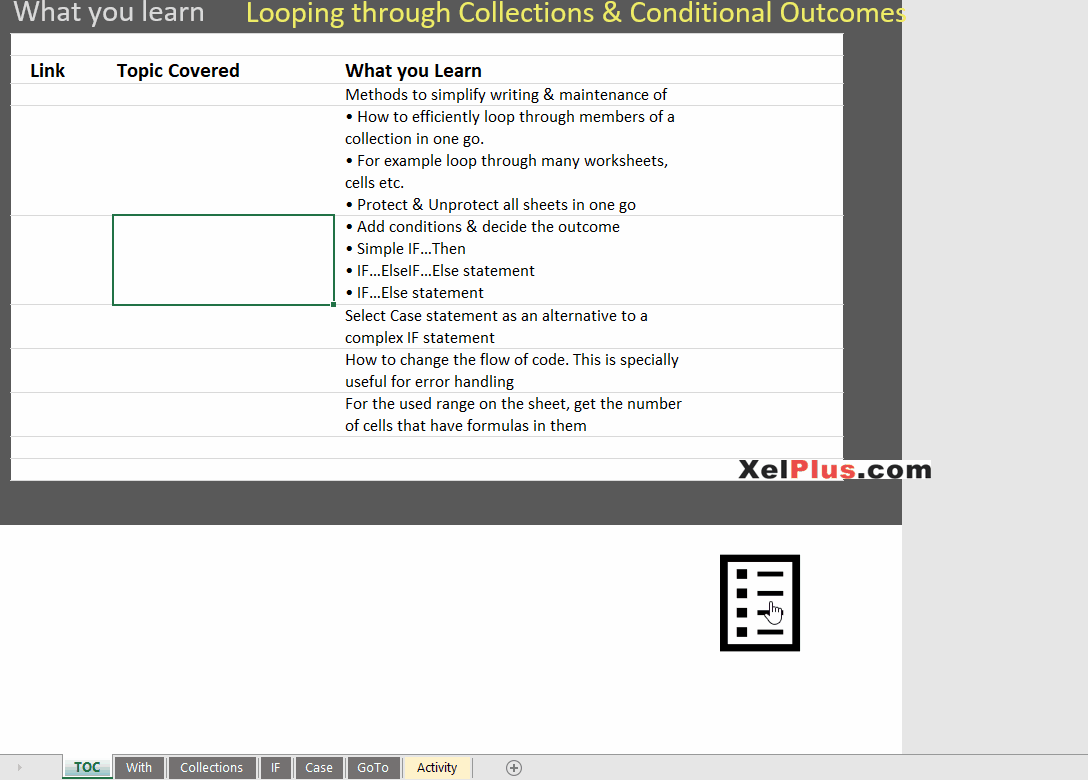 What you learn Looping through Collections & Conditional Outcomes
Link Topic Covered What you Learn
Methods to simplify writing & maintenance of
• How to efficiently loop through members of a
collection in one go.
• For example loop through many worksheets,
cells etc.
• Protect & Unprotect all sheets in one go
• Add conditions & decide the outcome
• Simple IF...Then
• IF...ElseIF...Else statement
• IF...Else statement
Select Case statement as an alternative to a
complex IF statement
How to change the flow of code. This is specially
useful for error handling
For the used range on the sheet, get the number
of cells that have formulas in them
XelPlus.com
TOC With Collections IF Case GoTo Activity